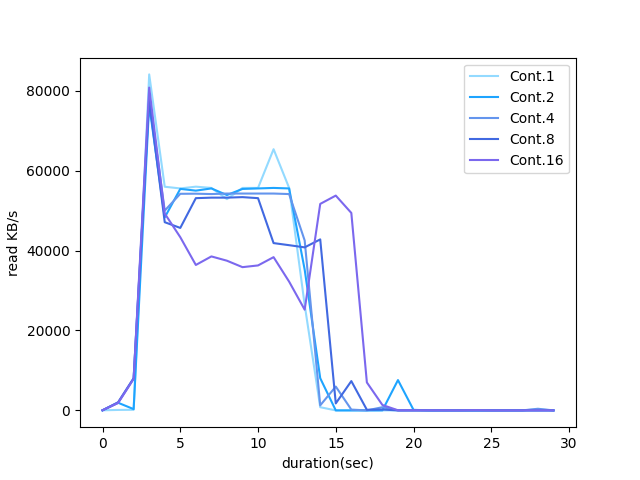 80000
60000
40000
20000
0
read KB/s
0 5 10 15 20 25 30
duration(sec)
Cont.1
Cont.2
Cont.4
Cont.8
Cont.16